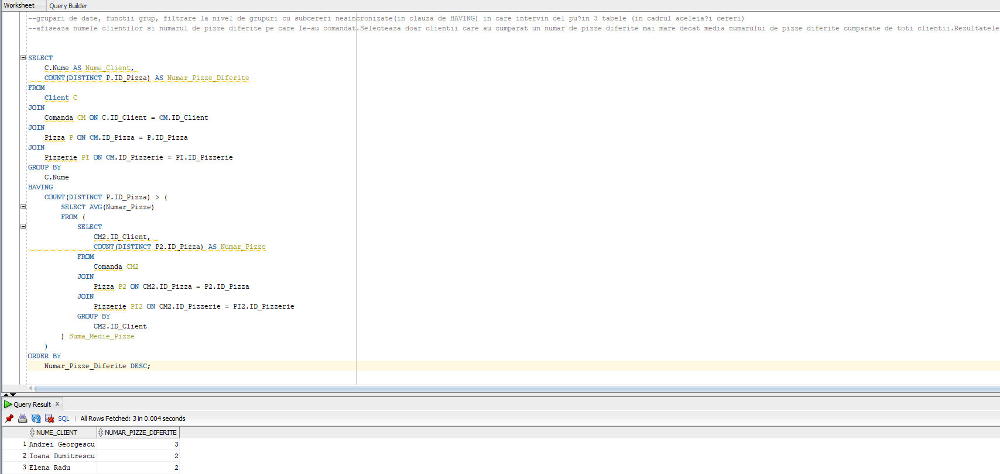 Worksheet Query Builder
--grupari de date, functii grup, filtrare la nivel de grupuri cu subcereri nesincronizate(in clauza de HAVING) in care intervin cel pu?in 3 tabele (in cadrul aceleia?i cereri)
--afiseaza numele clientilor si numarul de pizze diferite pe care le-au comandat.Selecteaza doar clientii care au cumparat un numar de pizze diferite mai mare decat media numarului de pizze diferite cumparate de toti clientii.Rezultatele
SELECT
C.Nume AS Nume_Client,
COUNT(DISTINCT P.ID_Pizza) AS Numar_Pizze_Diferite
FROM
Client C
JOIN
Comanda CM ON C.ID_Client = CM.ID_Client
JOIN
Pizza P ON CM.ID_Pizza = P.ID_Pizza
JOIN
Pizzerie PI ON CM.ID_Pizzerie = PI.ID_Pizzerie
GROUP BY
C.Nume
HAVING
COUNT(DISTINCT P.ID_Pizza) > (
SELECT AVG(Numar_Pizze)
FROM (
SELECT
CM2.ID_Client,
COUNT(DISTINCT P2.ID_Pizza) AS Numar_Pizze
FROM
Comanda CM2
JOIN
Pizza P2 ON CM2.ID_Pizza = P2.ID_Pizza
JOIN
Pizzerie PI2 ON CM2.ID_Pizzerie = PI2.ID_Pizzerie
GROUP BY
CM2.ID_Client
) Suma_Medie_Pizze
)
ORDER BY
Numar_Pizze_Diferite DESC;
Query Result x
SQL | All Rows Fetched: 3 in 0.004 seconds
NUME_CLIENT NUMAR_PIZZE_DIFERITE
1 Andrei Georgescu 3
2 Ioana Dumitrescu 2
3 Elena Radu 2